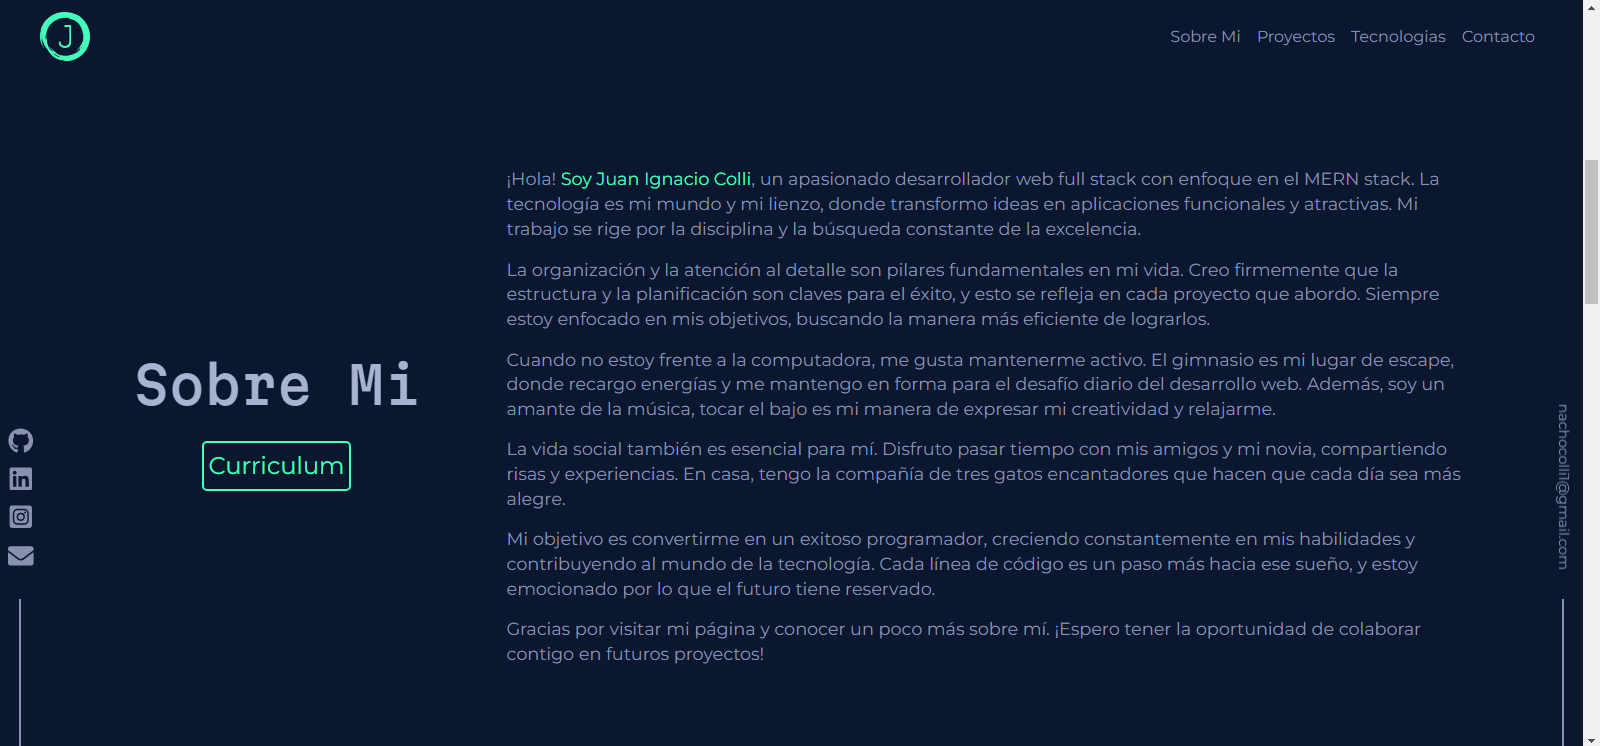 J
Sobre Mi Proyectos Tecnologias Contacto
¡Hola! Soy Juan Ignacio Colli, un apasionado desarrollador web full stack con enfoque en el MERN stack. La
tecnología es mi mundo y mi lienzo, donde transformo ideas en aplicaciones funcionales y atractivas. Mi
trabajo se rige por la disciplina y la búsqueda constante de la excelencia.
La organización y la atención al detalle son pilares fundamentales en mi vida. Creo firmemente que la
estructura y la planificación son claves para el éxito, y esto se refleja en cada proyecto que abordo. Siempre
estoy enfocado en mis objetivos, buscando la manera más eficiente de lograrlos.
Sobre Mi
Curriculum
Cuando no estoy frente a la computadora, me gusta mantenerme activo. El gimnasio es mi lugar de escape,
donde recargo energías y me mantengo en forma para el desafío diario del desarrollo web. Además, soy un
amante de la música, tocar el bajo es mi manera de expresar mi creatividad y relajarme.
La vida social también es esencial para mí. Disfruto pasar tiempo con mis amigos y mi novia, compartiendo
risas y experiencias. En casa, tengo la compañía de tres gatos encantadores que hacen que cada día sea más
alegre.
Mi objetivo es convertirme en un exitoso programador, creciendo constantemente en mis habilidades y
contribuyendo al mundo de la tecnología. Cada línea de código es un paso más hacia ese sueño, y estoy
emocionado por lo que el futuro tiene reservado.
Gracias por visitar mi página y conocer un poco más sobre mí. ¡Espero tener la oportunidad de colaborar
contigo en futuros proyectos!
nachocolli1@gmail.com